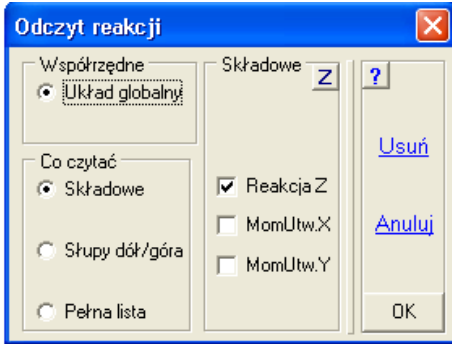 Odczyt reakcji
Współrzędne
Układ globalny
Co czytać
Składowe
Słupy dół/góra
Pełna lista
Składowe
Z
Reakcja Z
MomUtw.X
MomUtw.Y
?
Usuń
Anuluj
OK